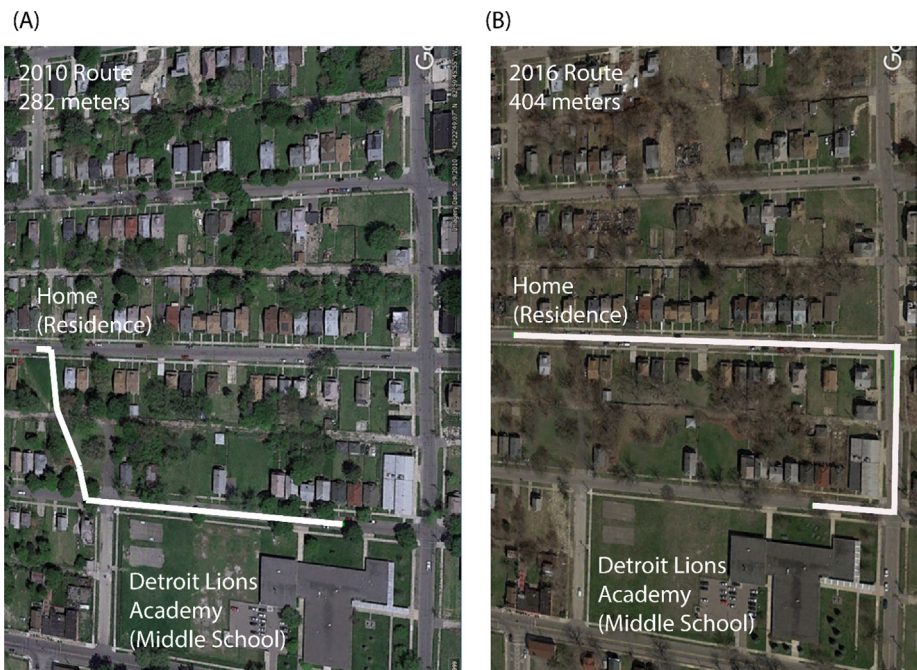 (A)
2010 Route
282 meters
Home
(Residence)
Detroit Lions
Academy
(Middle School)
(B)
2016 Route
404 meters
Home
(Residence)
Detroit Lions
Academy
(Middle School)